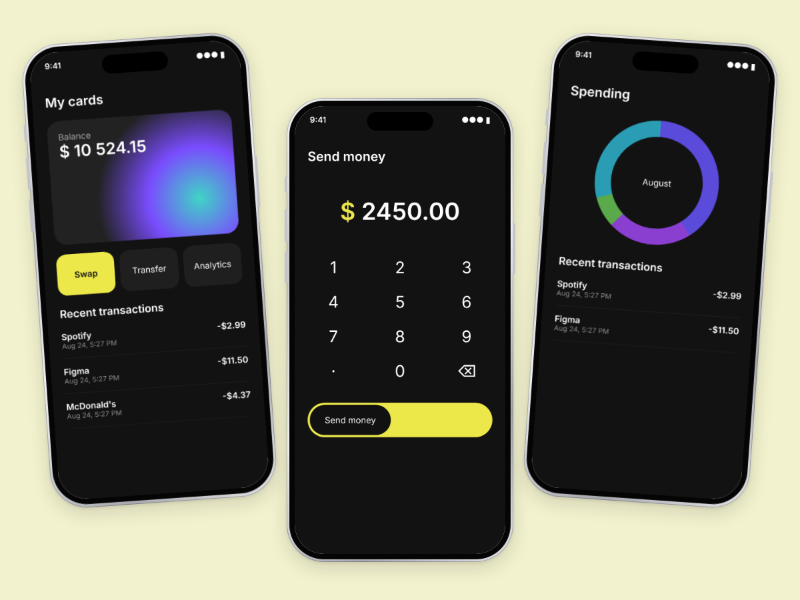 9:41
My cards
Balance
$ 10 524.15
Swap
Transfer
Analytics
Recent transactions
Spotify
-$2.99
Aug 24, 5:27 PM
Figma
-$11.50
Aug 24, 5:27 PM
McDonald's
-$4.37
Aug 24, 5:27 PM
9:41
Send money
$ 2450.00
1 2 3
4 5 6
7 8 9
. 0
Send money
9:41
Spending
August
Recent transactions
Spotify
-$2.99
Aug 24, 5:27 PM
Figma
-$11.50
Aug 24, 5:27 PM